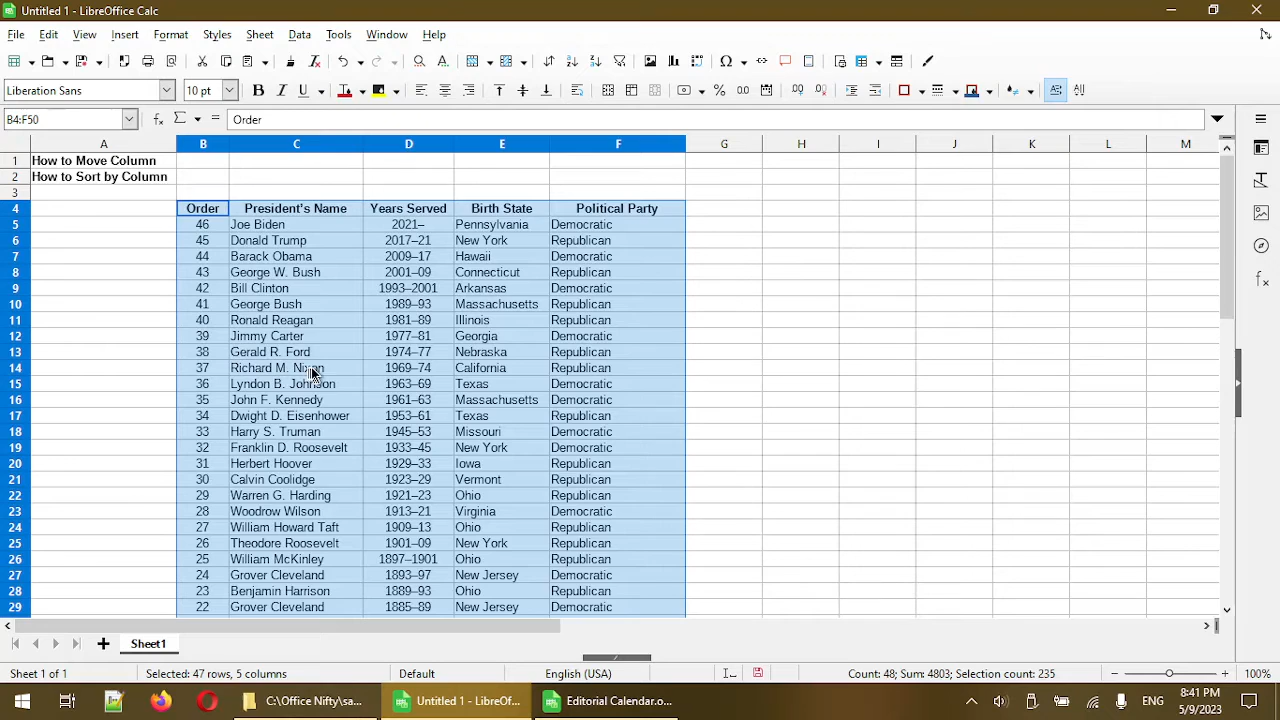 Untitled 1 - LibreOffice Calc
File Edit View Insert Format Styles Sheet Data Tools Window Help
Liberation Sans 10 pt
B4:F50 Order
A B C D E F G H I J K L M
1 How to Move Column
2 How to Sort by Column
3
4 Order President's Name Years Served Birth State Political Party
5 46 Joe Biden 2021– Pennsylvania Democratic
6 45 Donald Trump 2017–21 New York Republican
7 44 Barack Obama 2009–17 Hawaii Democratic
8 43 George W. Bush 2001–09 Connecticut Republican
9 42 Bill Clinton 1993–2001 Arkansas Democratic
10 41 George Bush 1989–93 Massachusetts Republican
11 40 Ronald Reagan 1981–89 Illinois Republican
12 39 Jimmy Carter 1977–81 Georgia Democratic
13 38 Gerald R. Ford 1974–77 Nebraska Republican
14 37 Richard M. Nixon 1969–74 California Republican
15 36 Lyndon B. Johnson 1963–69 Texas Democratic
16 35 John F. Kennedy 1961–63 Massachusetts Democratic
17 34 Dwight D. Eisenhower 1953–61 Texas Republican
18 33 Harry S. Truman 1945–53 Missouri Democratic
19 32 Franklin D. Roosevelt 1933–45 New York Democratic
20 31 Herbert Hoover 1929–33 Iowa Republican
21 30 Calvin Coolidge 1923–29 Vermont Republican
22 29 Warren G. Harding 1921–23 Ohio Republican
23 28 Woodrow Wilson 1913–21 Virginia Democratic
24 27 William Howard Taft 1909–13 Ohio Republican
25 26 Theodore Roosevelt 1901–09 New York Republican
26 25 William McKinley 1897–1901 Ohio Republican
27 24 Grover Cleveland 1893–97 New Jersey Democratic
28 23 Benjamin Harrison 1889–93 Ohio Republican
29 22 Grover Cleveland 1885–89 New Jersey Democratic
Sheet1
Sheet 1 of 1 Selected: 47 rows, 5 columns Default English (USA) Count: 48; Sum: 4803; Selection count: 235 100%
C:\Office Nifty\sa... Untitled 1 - LibreOf... Editorial Calendar.o... ENG 8:41 PM
5/9/2023